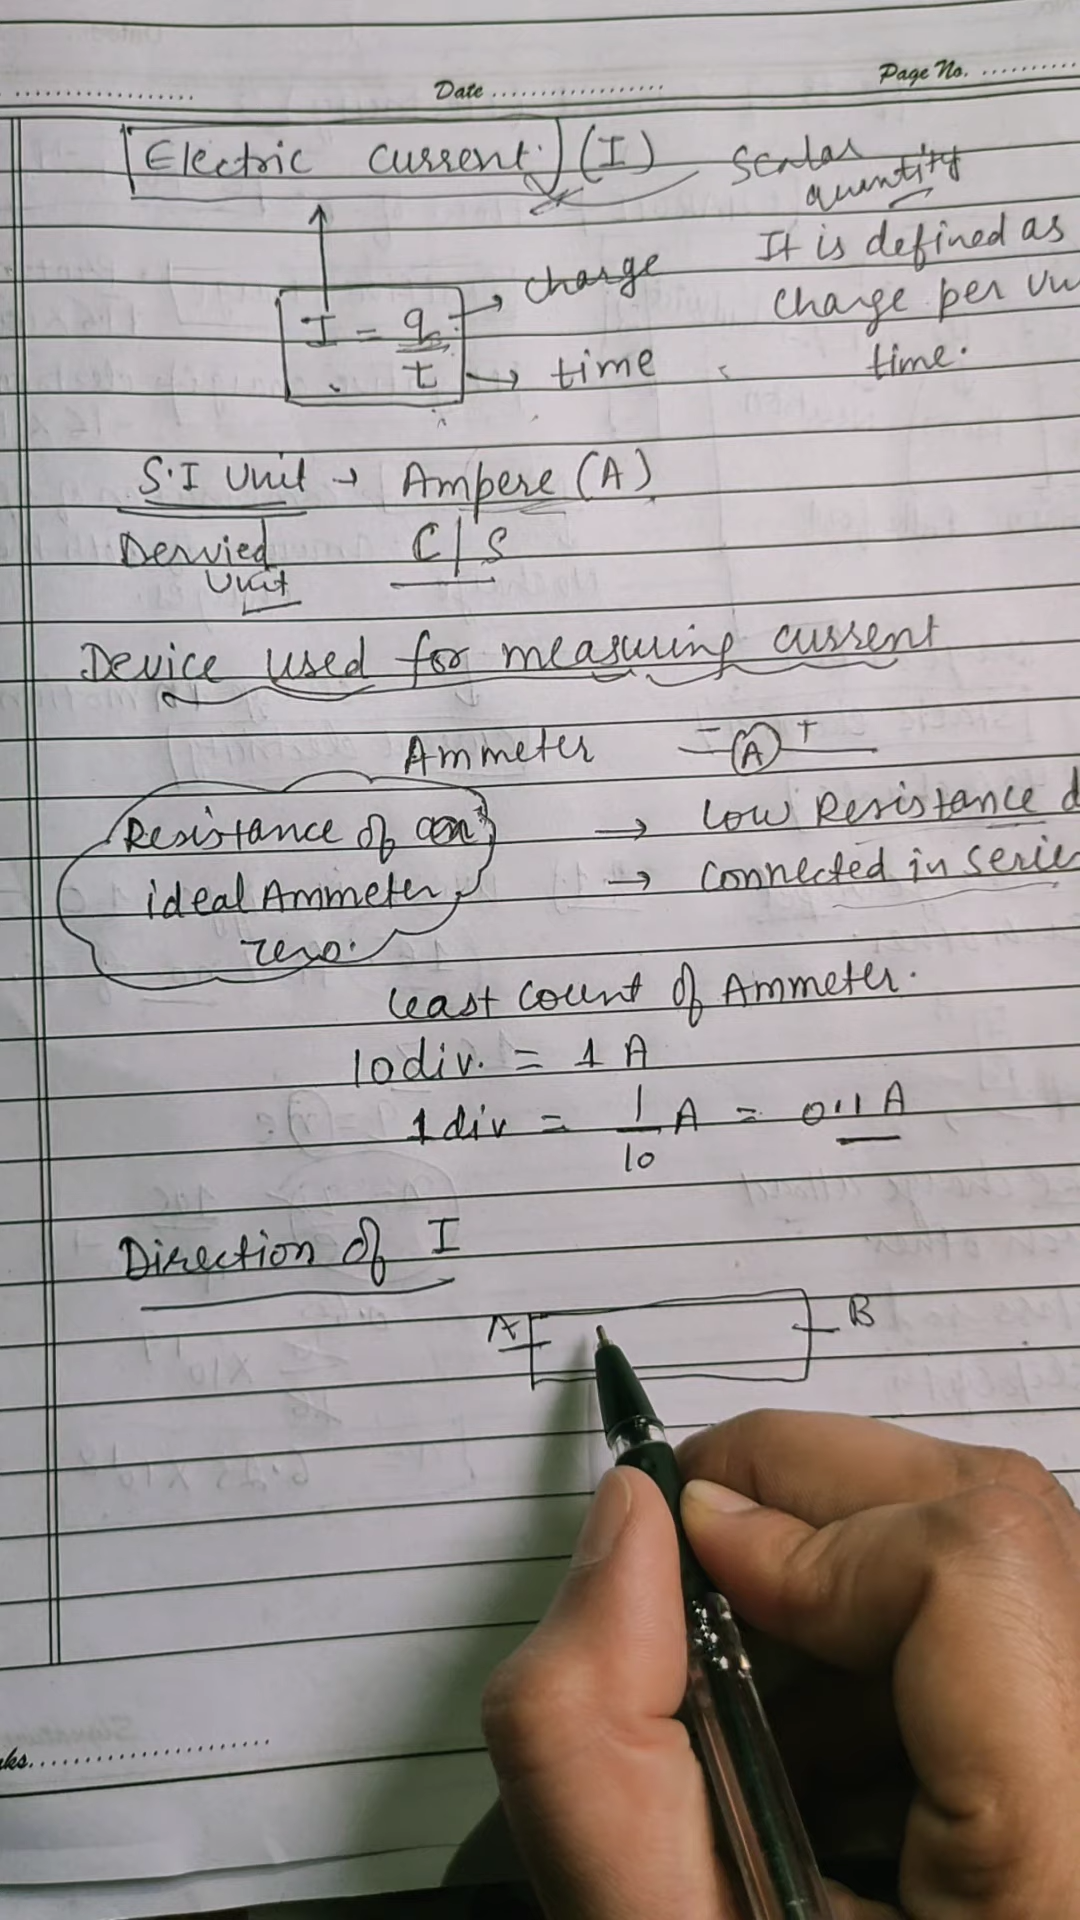 Date ..................
Page No. ..........
Electric Current (I)
Scalar
quantity
I = q/t
charge
time
It is defined as
charge per
time.
S.I Unit → Ampere (A)
Dervied
Unit
C/S
Device used for measuring current
Ammeter
- A +
Resistance of an
ideal Ammeter
zero.
→ low Resistance
→ connected in
least count of Ammeter.
10 div. = 1 A
1 div = 1/10 A = 0.1 A
Direction of I
A
B